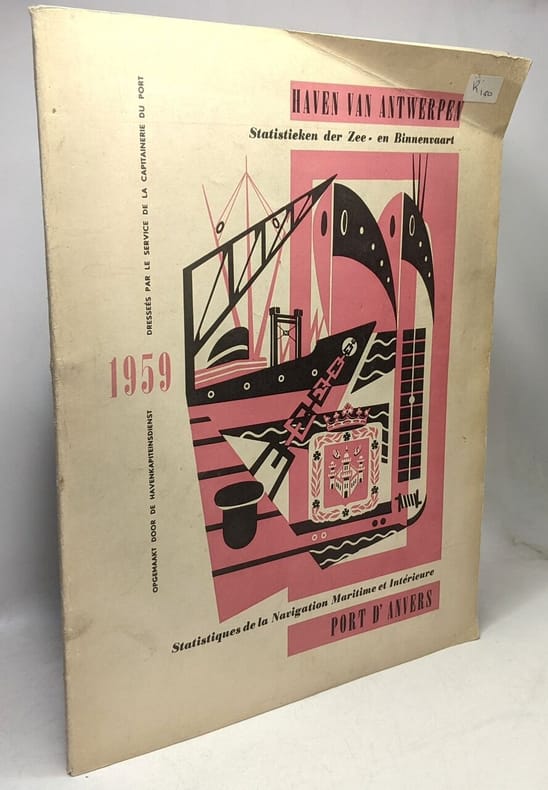 HAVEN VAN ANTWERPEN
Statistieken der Zee - en Binnenvaart
1959
OPGEMAAKT DOOR DE HAVENKAPITEINSDIENST
DRESSEÉS PAR LE SERVICE DE LA CAPITAINERIE DU PORT
Statistiques de la Navigation Maritime et Intérieure
PORT D'ANVERS